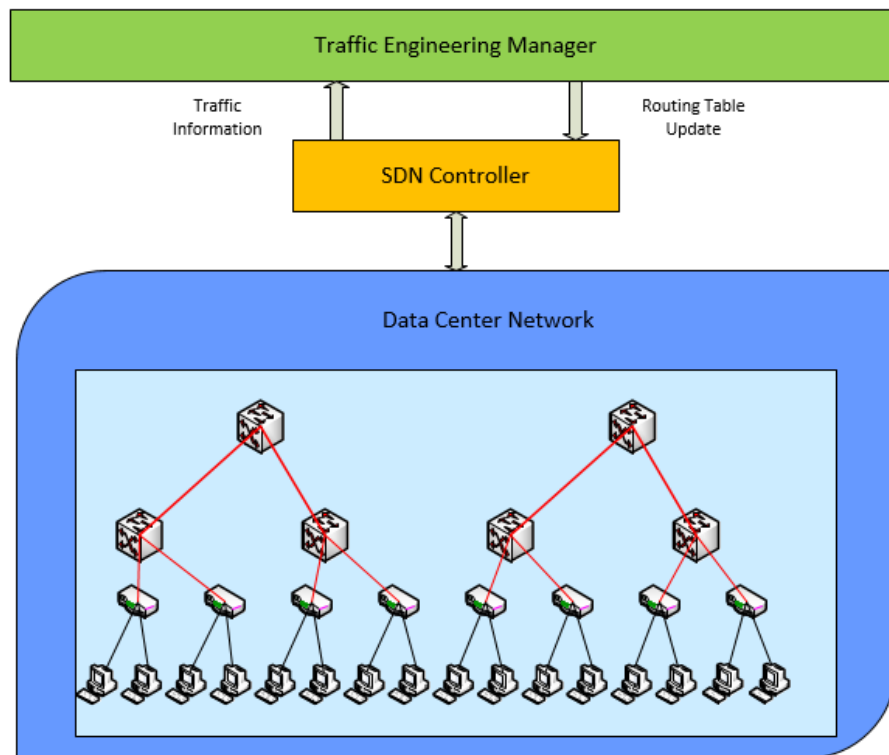 Traffic Engineering Manager
Traffic
Information
Routing Table
Update
SDN Controller
Data Center Network